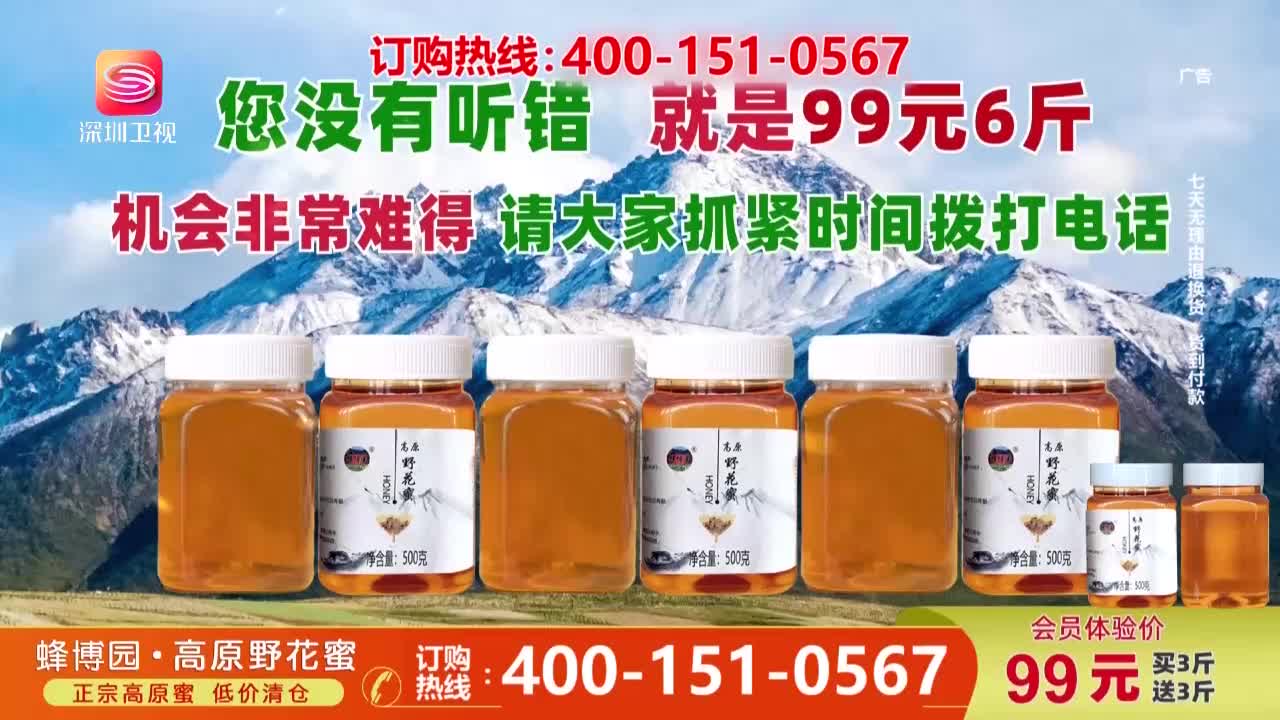 订购热线:400-151-0567
深圳卫视
广告
您没有听错 就是99元6斤
机会非常难得 请大家抓紧时间拨打电话
七天无理由退换货 货到付款
高原
野花蜜
HONEY
净含量：500克
高原
野花蜜
HONEY
净含量：500克
高原
野花蜜
HONEY
净含量：500克
高原
野花蜜
净含量：500克
蜂博园·高原野花蜜
正宗高原蜜 低价清仓
订购热线：400-151-0567
会员体验价
99元
买3斤
送3斤